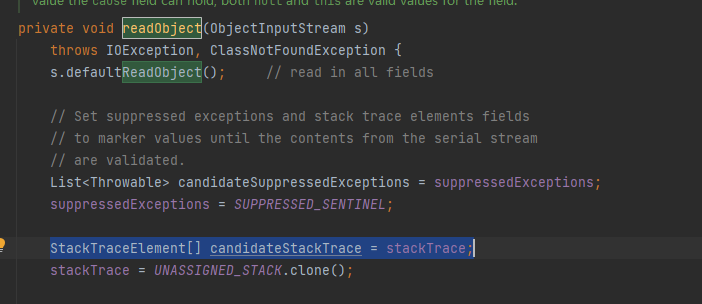 value the cause field can hold; both null and this are valid values for the field.
private void readObject(ObjectInputStream s)
throws IOException, ClassNotFoundException {
s.defaultReadObject(); // read in all fields
// Set suppressed exceptions and stack trace elements fields
// to marker values until the contents from the serial stream
// are validated.
List<Throwable> candidateSuppressedExceptions = suppressedExceptions;
suppressedExceptions = SUPPRESSED_SENTINEL;
StackTraceElement[] candidateStackTrace = stackTrace;
stackTrace = UNASSIGNED_STACK.clone();